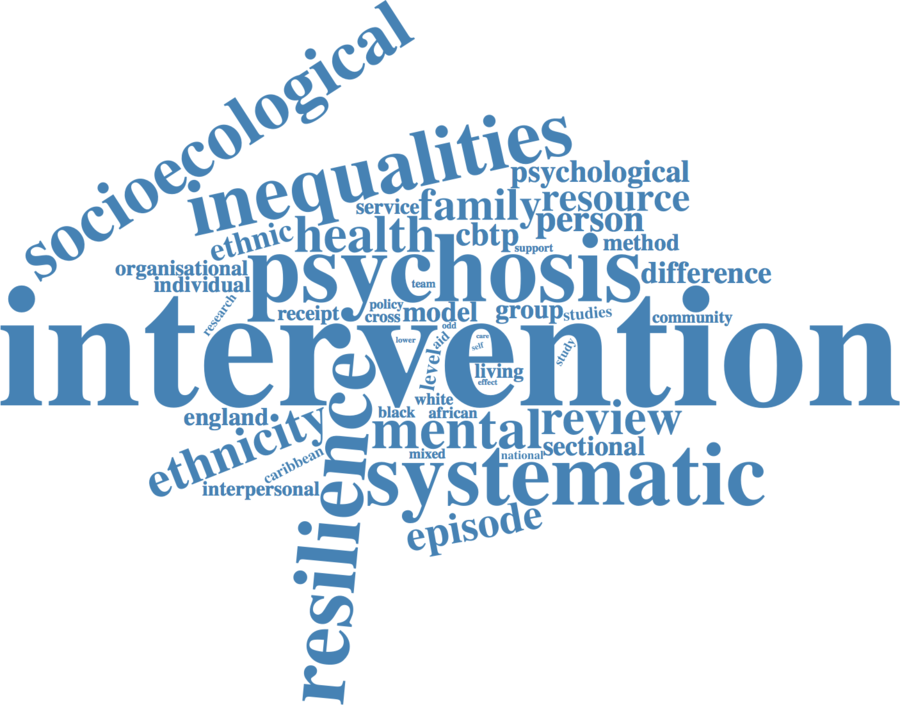 socioecological
inequalities
psychological
service
family
resource
person
ethnic
health
cbtp
support
method
organisational
psychosis
difference
individual
team
research
receipt
policy
cross
model
group
studies
community
intervention
odd
lower
level
aid
care
self
study
living
effect
white
england
black
african
ethnicity
resilience
mental
review
caribbean
mixed
national
sectional
interpersonal
systematic
episode